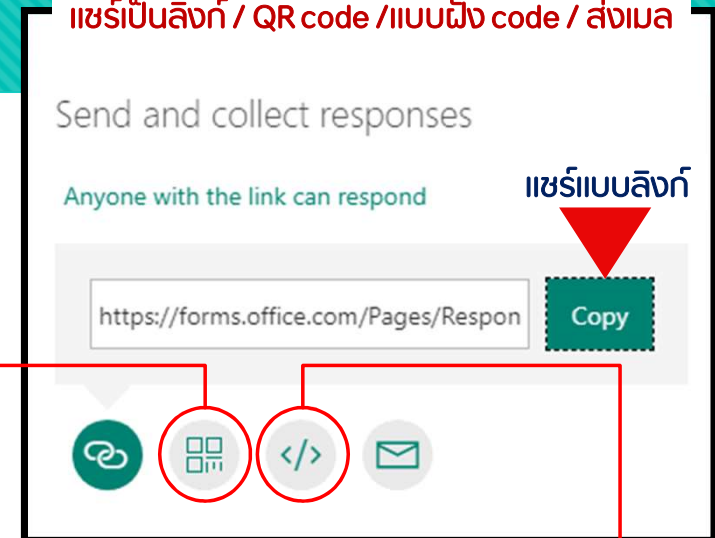 แชร์เป็นลิงก์ / QR code /แบบฝัง code / ส่งเมล
Send and collect responses
Anyone with the link can respond
แชร์แบบลิงก์
https://forms.office.com/Pages/Respon
Copy